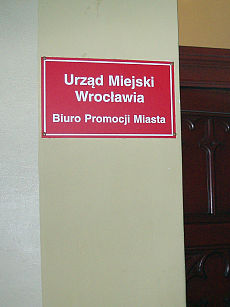 Urząd Miejski
Wrocławia
Biuro Promocji Miasta